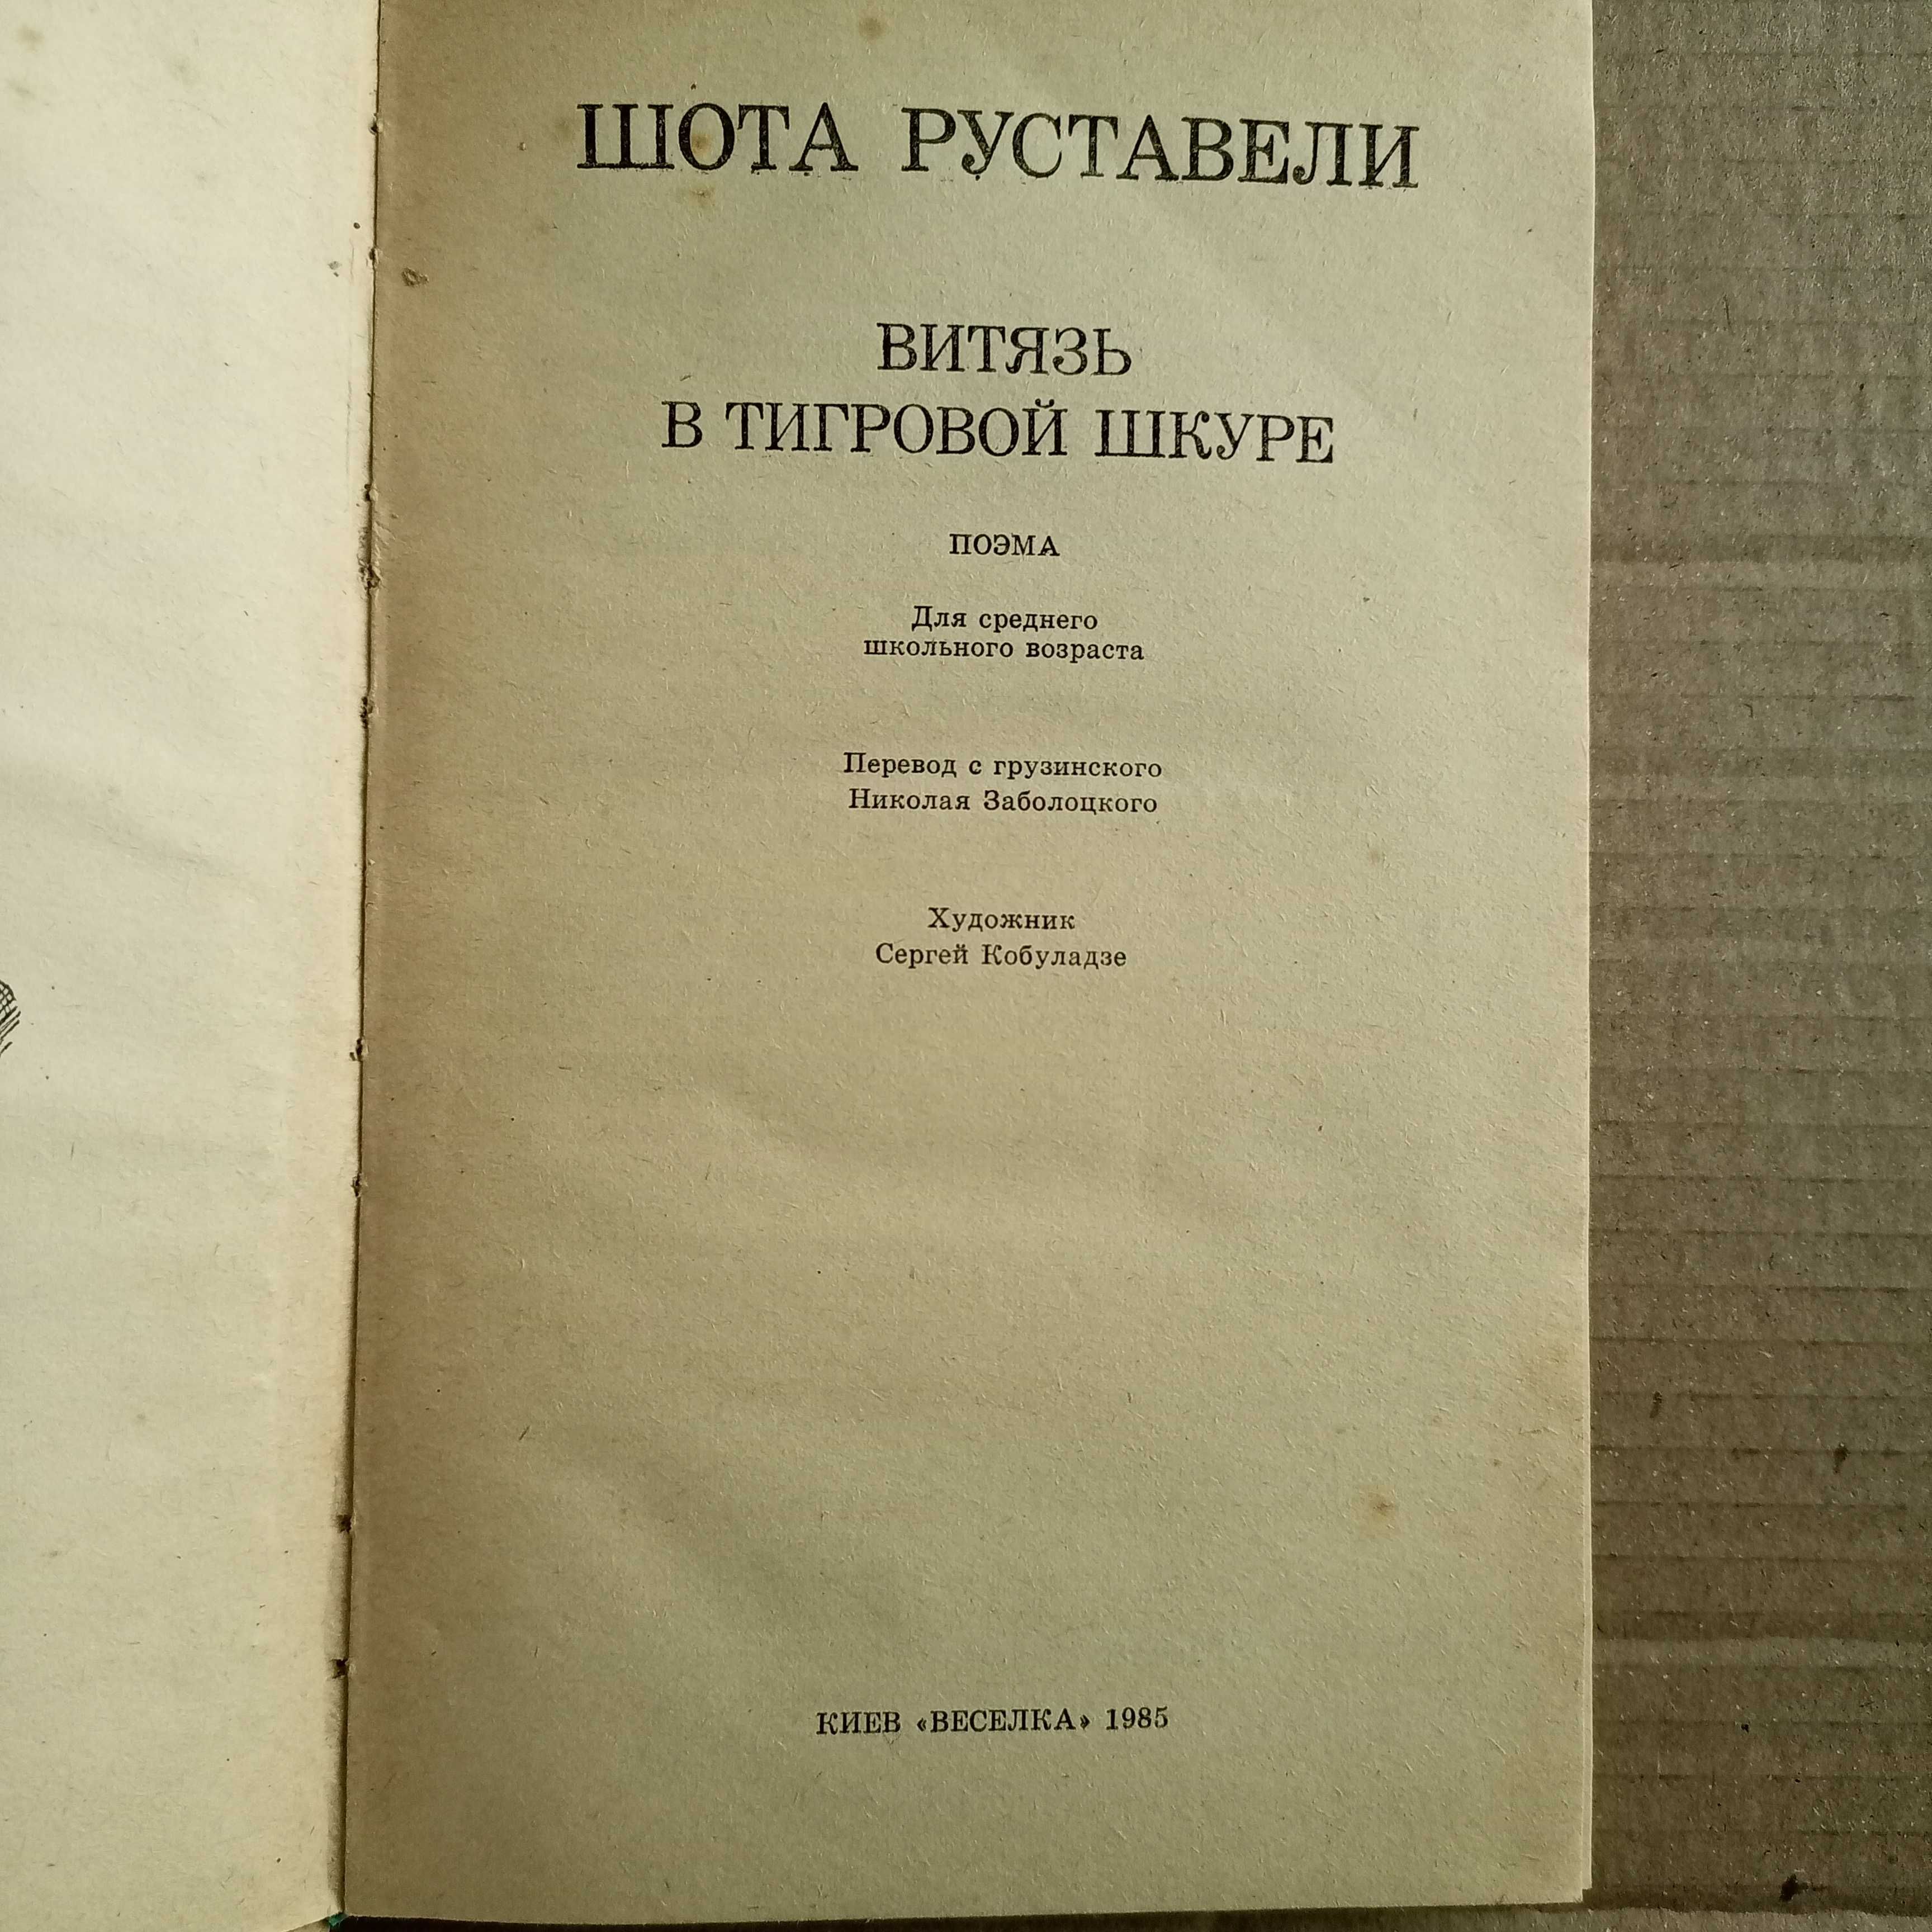 ШОТА РУСТАВЕЛИ
ВИТЯЗЬ
В ТИГРОВОЙ ШКУРЕ
ПОЭМА
Для среднего
школьного возраста
Перевод с грузинского
Николая Заболоцкого
Художник
Сергей Кобуладзе
КИЕВ «ВЕСЕЛКА» 1985